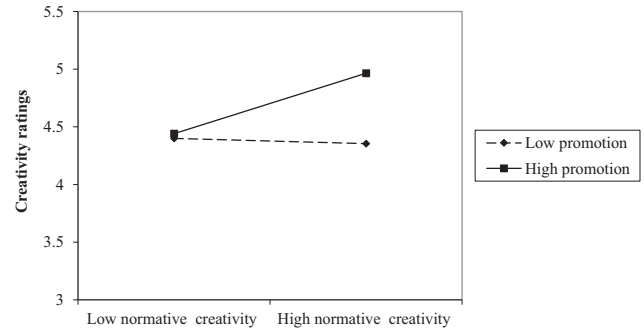 5.5
5
4.5
4
3.5
3
Creativity ratings
Low normative creativity
High normative creativity
Low promotion
High promotion